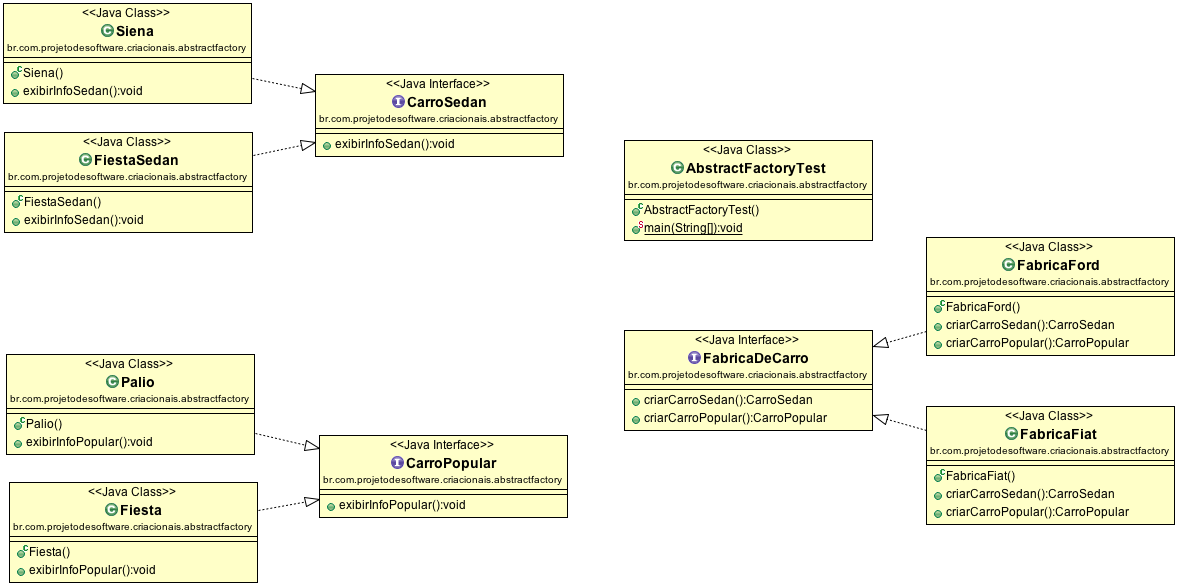 <<Java Class>>
Siena
br.com.projetodesoftware.criacionais.abstractfactory
Siena()
exibirInfoSedan():void
<<Java Class>>
FiestaSedan
br.com.projetodesoftware.criacionais.abstractfactory
FiestaSedan()
exibirInfoSedan():void
<<Java Interface>>
CarroSedan
br.com.projetodesoftware.criacionais.abstractfactory
exibirInfoSedan():void
<<Java Class>>
AbstractFactoryTest
br.com.projetodesoftware.criacionais.abstractfactory
AbstractFactoryTest()
main(String[]):void
<<Java Class>>
FabricaFord
br.com.projetodesoftware.criacionais.abstractfactory
FabricaFord()
criarCarroSedan():CarroSedan
criarCarroPopular():CarroPopular
<<Java Interface>>
FabricaDeCarro
br.com.projetodesoftware.criacionais.abstractfactory
criarCarroSedan():CarroSedan
criarCarroPopular():CarroPopular
<<Java Class>>
FabricaFiat
br.com.projetodesoftware.criacionais.abstractfactory
FabricaFiat()
criarCarroSedan():CarroSedan
criarCarroPopular():CarroPopular
<<Java Class>>
Palio
br.com.projetodesoftware.criacionais.abstractfactory
Palio()
exibirInfoPopular():void
<<Java Class>>
Fiesta
br.com.projetodesoftware.criacionais.abstractfactory
Fiesta()
exibirInfoPopular():void
<<Java Interface>>
CarroPopular
br.com.projetodesoftware.criacionais.abstractfactory
exibirInfoPopular():void